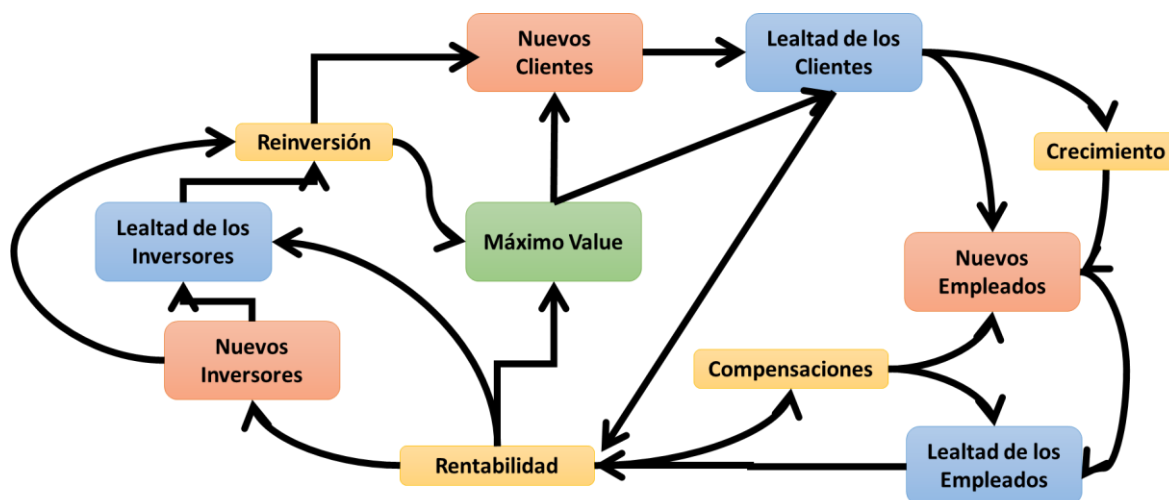 Nuevos
Clientes
Lealtad de los
Clientes
Reinversión
Crecimiento
Lealtad de los
Inversores
Máximo Value
Nuevos
Empleados
Nuevos
Inversores
Compensaciones
Rentabilidad
Lealtad de los
Empleados